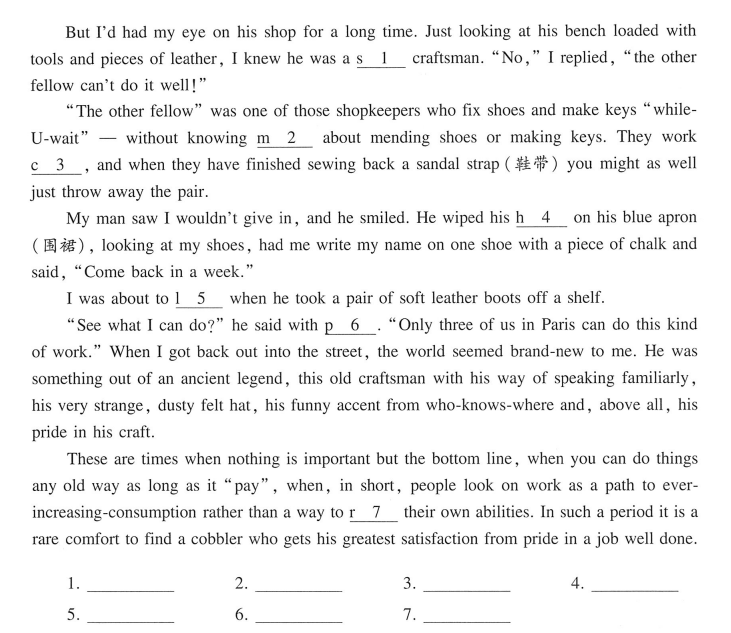 But I'd had my eye on his shop for a long time. Just looking at his bench loaded with
tools and pieces of leather, I knew he was a s 1 craftsman. “No,” I replied, “the other
fellow can't do it well!”
“The other fellow” was one of those shopkeepers who fix shoes and make keys “while-
U-wait” — without knowing m 2 about mending shoes or making keys. They work
c 3 , and when they have finished sewing back a sandal strap (鞋带) you might as well
just throw away the pair.
My man saw I wouldn't give in, and he smiled. He wiped his h 4 on his blue apron
(围裙), looking at my shoes, had me write my name on one shoe with a piece of chalk and
said, “Come back in a week.”
I was about to l 5 when he took a pair of soft leather boots off a shelf.
“See what I can do?” he said with p 6 . “Only three of us in Paris can do this kind
of work.” When I got back out into the street, the world seemed brand-new to me. He was
something out of an ancient legend, this old craftsman with his way of speaking familiarly,
his very strange, dusty felt hat, his funny accent from who-knows-where and, above all, his
pride in his craft.
These are times when nothing is important but the bottom line, when you can do things
any old way as long as it “pay”, when, in short, people look on work as a path to ever-
increasing-consumption rather than a way to r 7 their own abilities. In such a period it is a
rare comfort to find a cobbler who gets his greatest satisfaction from pride in a job well done.
1. ________ 2. ________ 3. ________ 4. ________
5. ________ 6. ________ 7. ________